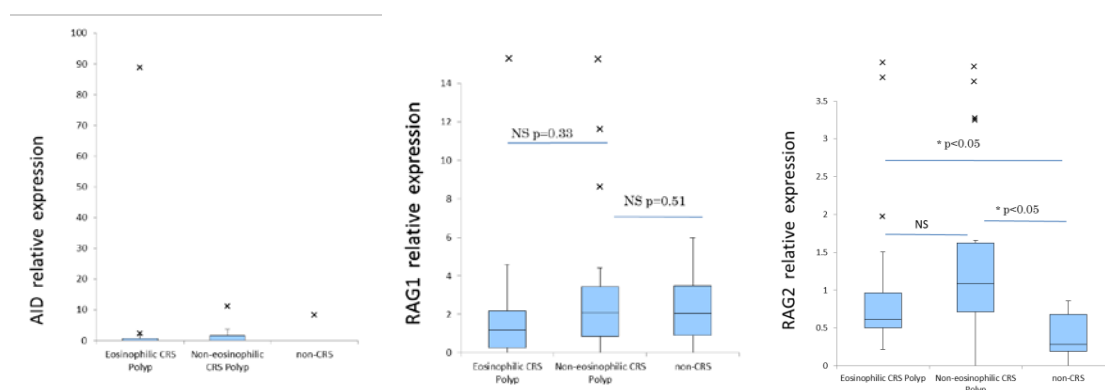 AID relative expression
100
90
80
70
60
50
40
30
20
10
0
Eosinophilic CRS
Polyp
Non-eosinophilic
CRS Polyp
non-CRS
RAG1 relative expression
14
12
10
8
6
4
2
0
NS p=0.33
NS p=0.51
Eosinophilic CRS
Polyp
Non-eosinophilic CRS
Polyp
non-CRS
RAG2 relative expression
3.5
3
2.5
2
1.5
1
0.5
0
* p<0.05
NS
* p<0.05
Eosinophilic CRS Polyp
Non-eosinophilic CRS
Polyp
non-CRS